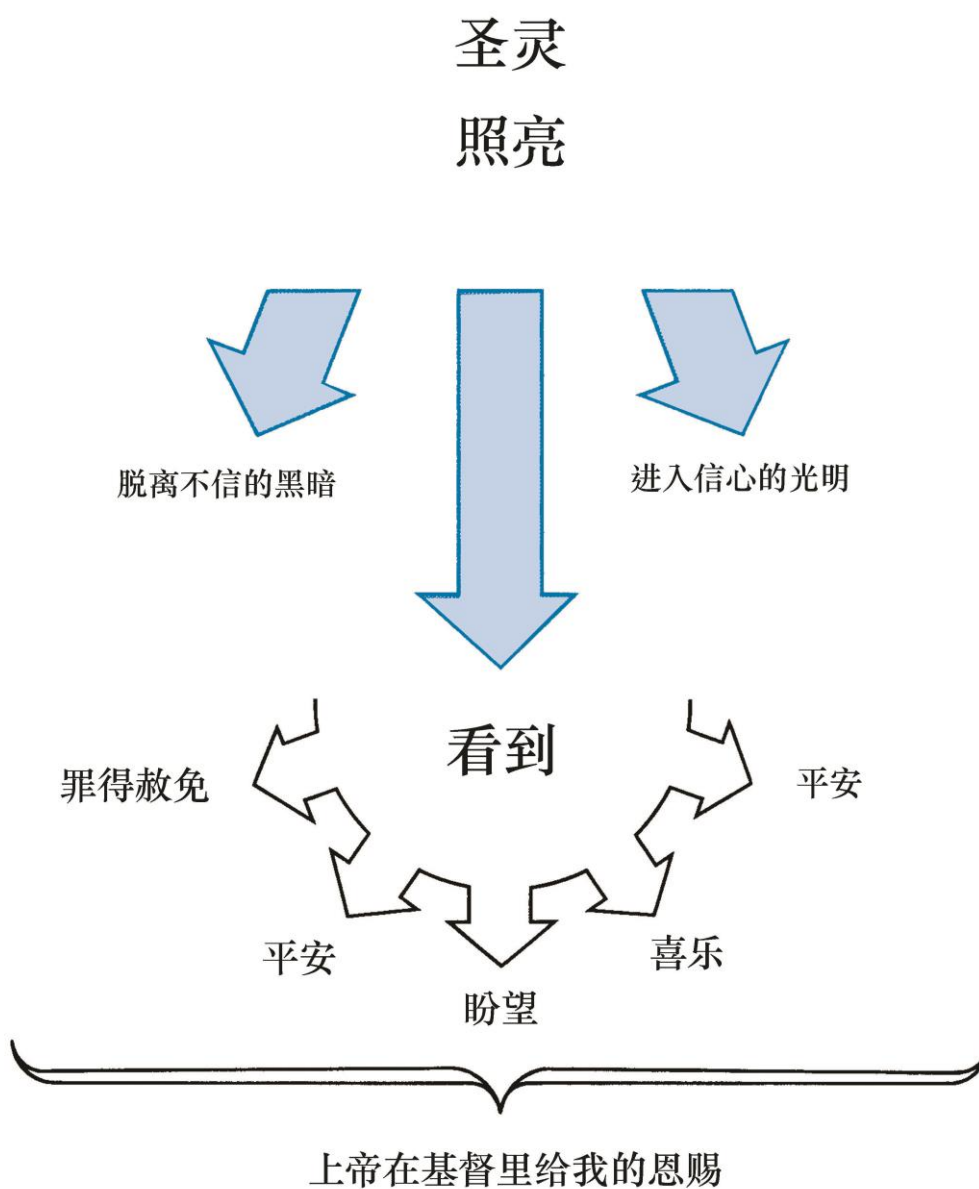 圣灵
照亮
脱离不信的黑暗
进入信心的光明
看到
罪得赦免
平安
平安
喜乐
盼望
上帝在基督里给我的恩赐